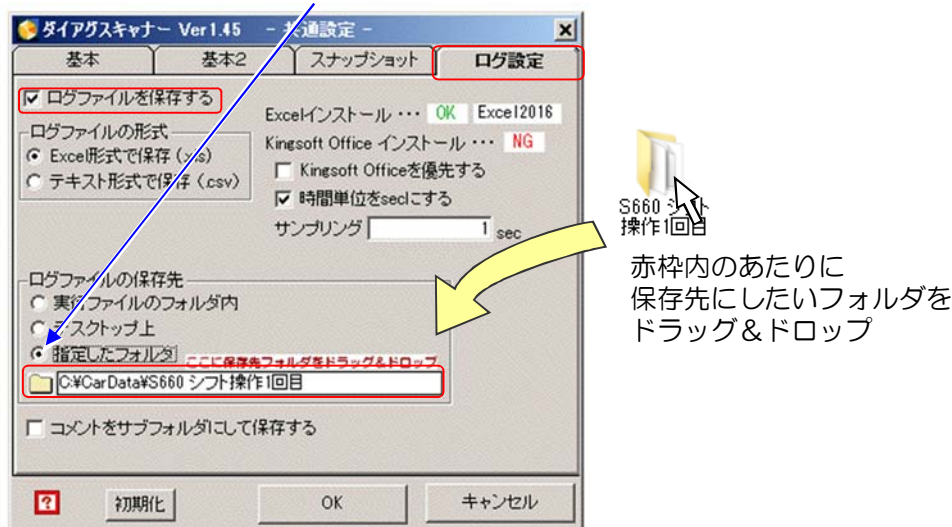 ダイアグスキャナー Ver1.45 - 共通設定 -
基本 基本2 スナップショット ログ設定
ログファイルを保存する
Excelインストール ・・・ OK Excel2016
ログファイルの形式
Kingsoft Office インストール ・・・ NG
Excel形式で保存 (.xls)
Kingsoft Officeを優先する
テキスト形式で保存 (.csv)
時間単位をsecにする
サンプリング 1 sec
S660 シフト
操作1回目
赤枠内のあたりに
保存先にしたいフォルダを
ドラッグ&ドロップ
ログファイルの保存先
実行ファイルのフォルダ内
デスクトップ上
指定したフォルダ
ここに保存先フォルダをドラッグ&ドロップ
C:¥CarData¥S660 シフト操作1回目
コメントをサブフォルダにして保存する
? 初期化 OK キャンセル